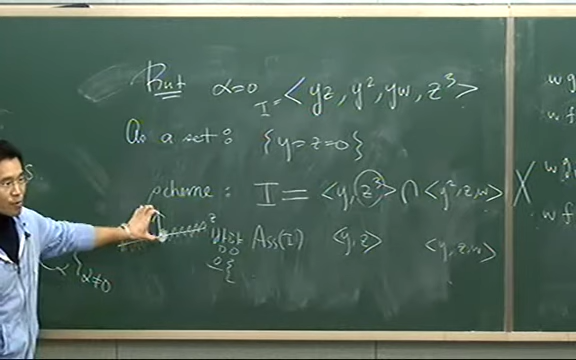 But α=0 I = <yz, y², yw, z³>
As a set : {y=z=0}
scheme : I = <y, z³> ∩ <y², z, w>
Ass(I) <y, z> <y, z, w>
z
α≠0
s.
w g
w f
w g
w f
X